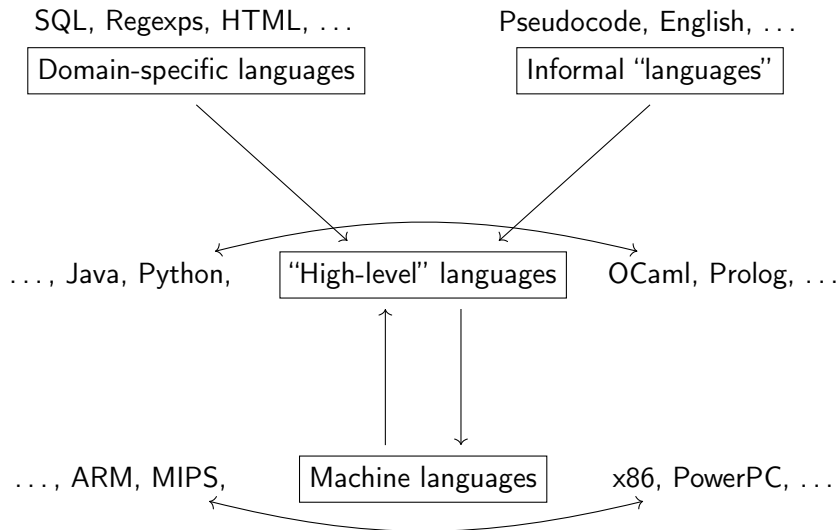 SQL, Regexps, HTML, ...
Pseudocode, English, ...
Domain-specific languages
Informal “languages”
..., Java, Python,
“High-level” languages
OCaml, Prolog, ...
..., ARM, MIPS,
Machine languages
x86, PowerPC, ...